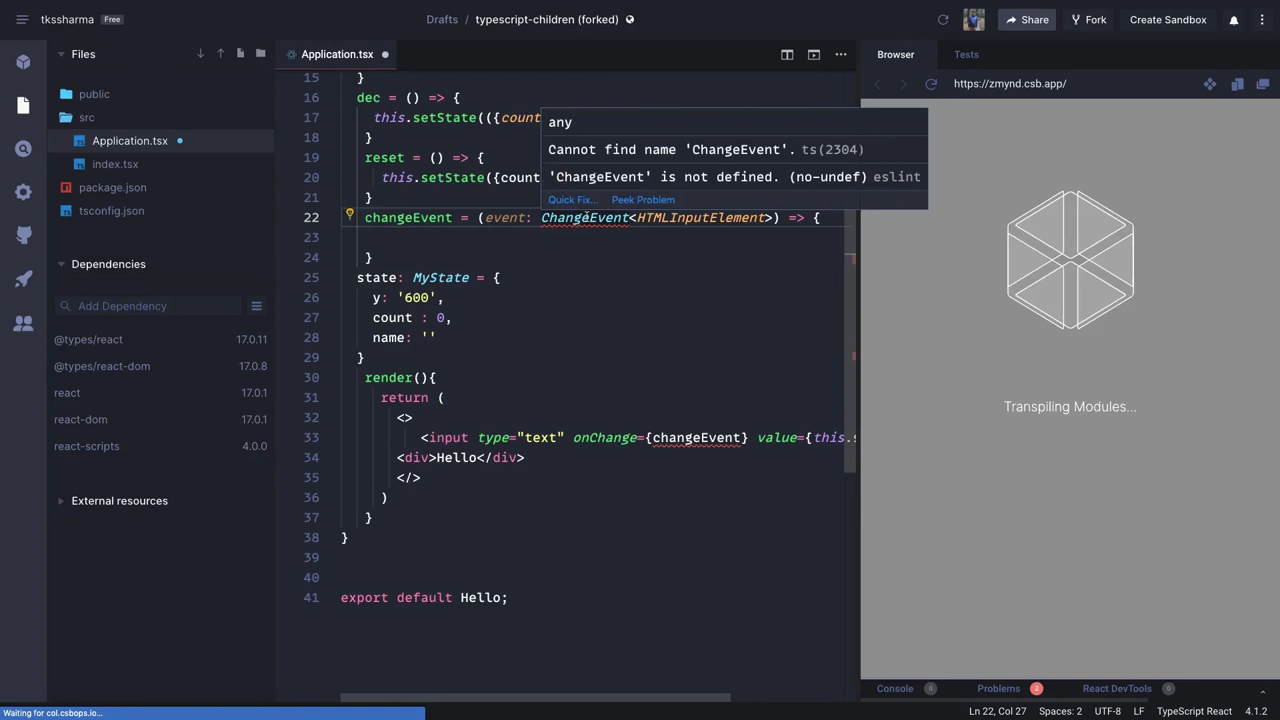 tkssharma Free Drafts / typescript-children (forked) Share Fork Create Sandbox
Files
public
src
Application.tsx
index.tsx
package.json
tsconfig.json
Dependencies
Add Dependency
@types/react 17.0.11
@types/react-dom 17.0.8
react 17.0.1
react-dom 17.0.1
react-scripts 4.0.0
External resources
Application.tsx
15 }
16 dec = () => {
17 this.setState(({count
18 }
19 reset = () => {
20 this.setState({count
21 }
22 changeEvent = (event: ChangeEvent<HTMLInputElement>) => {
23
24 }
25 state: MyState = {
26 y: '600',
27 count : 0,
28 name: ''
29 }
30 render(){
31 return (
32 <>
33 <input type="text" onChange={changeEvent} value={this.s
34 <div>Hello</div>
35 </>
36 )
37 }
38 }
39
40
41 export default Hello;
any
Cannot find name 'ChangeEvent'. ts(2304)
'ChangeEvent' is not defined. (no-undef) eslint
Quick Fix... Peek Problem
Browser Tests
https://zmynd.csb.app/
Transpiling Modules...
Console 0 Problems 2 React DevTools 0
Waiting for col.csbops.io...
Ln 22, Col 27 Spaces: 2 UTF-8 LF TypeScript React 4.1.2